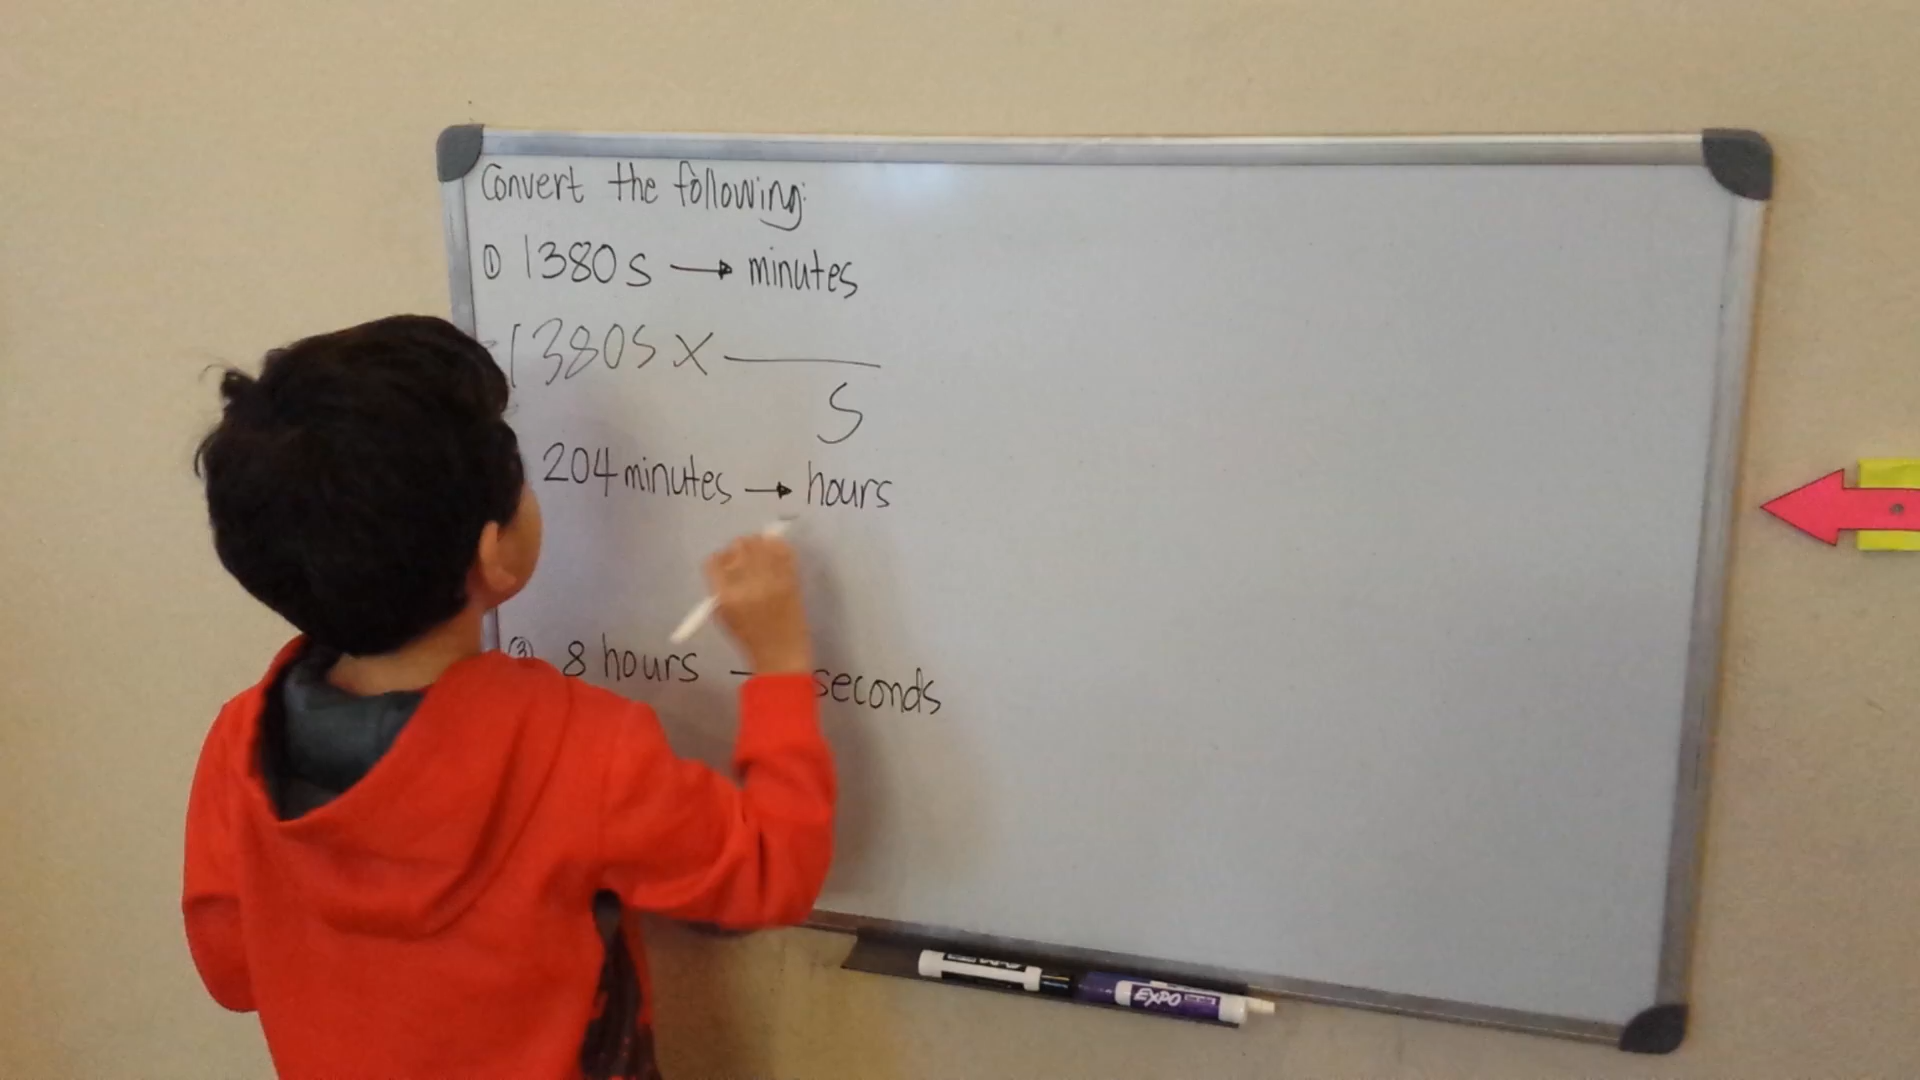 Convert the following:
① 1380 s → minutes
1380 s ×
s
204 minutes → hours
③ 8 hours seconds
EXPO